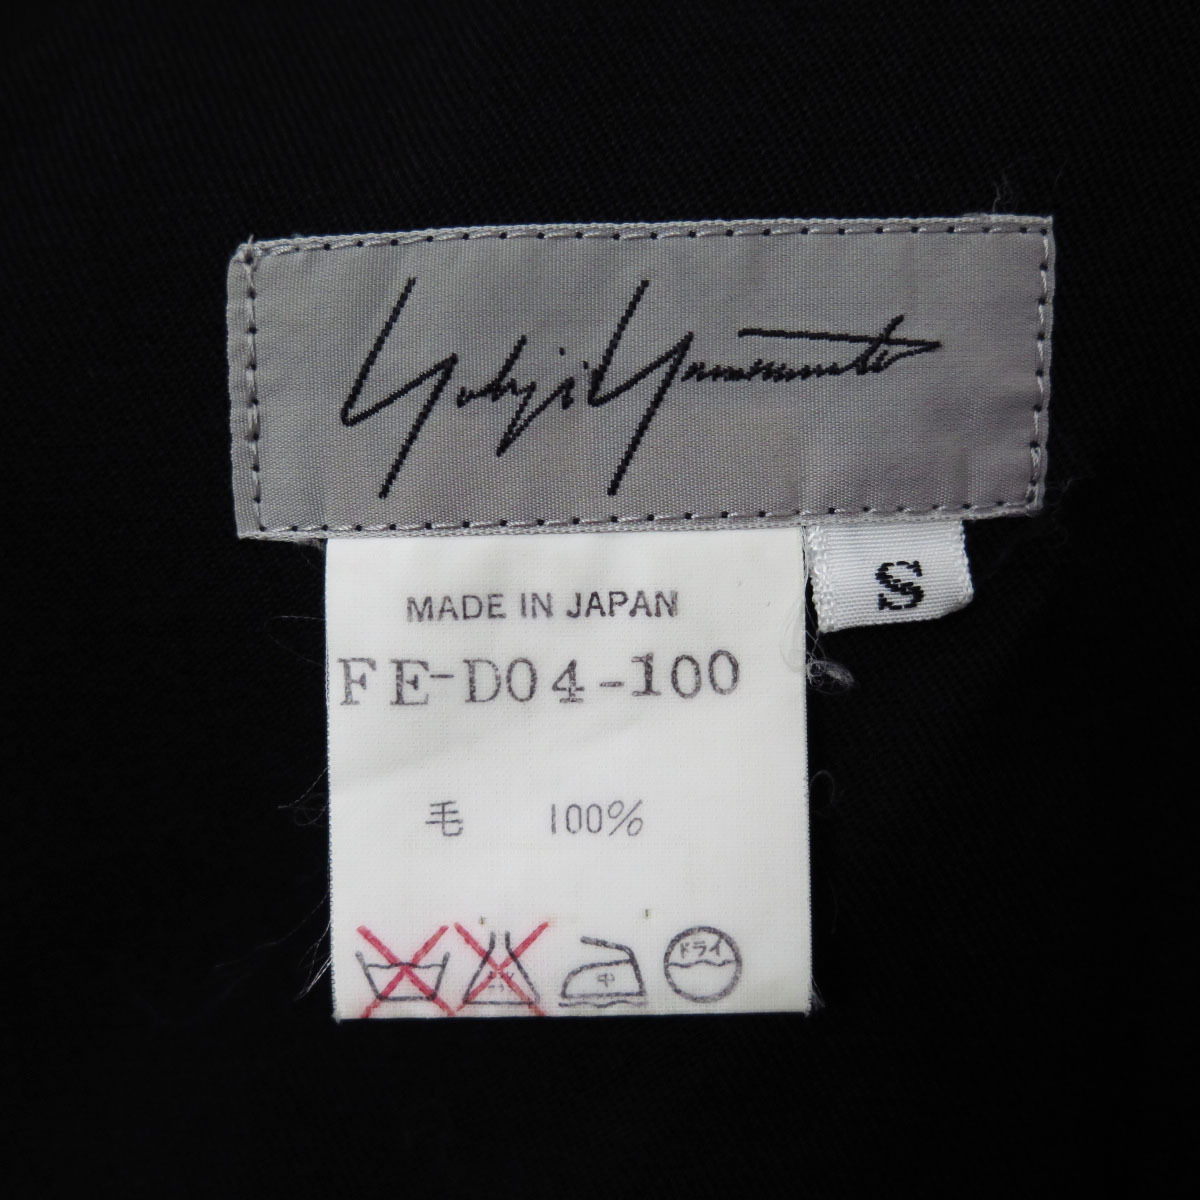 Yohji Yamamoto
S
MADE IN JAPAN
FE-D04-100
毛 100%
中 ドライ